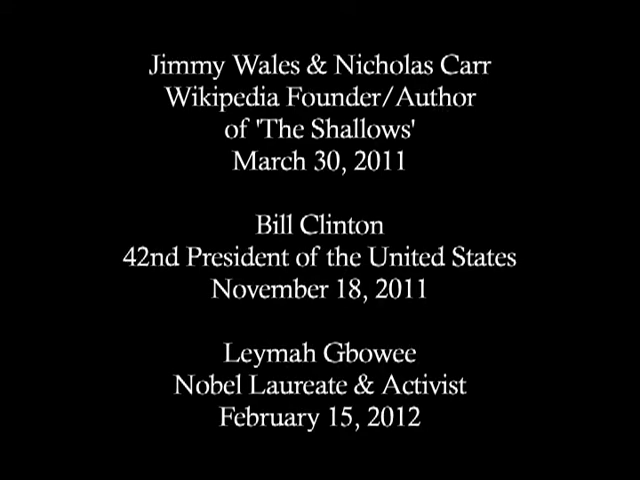 Jimmy Wales & Nicholas Carr
Wikipedia Founder/Author
of 'The Shallows'
March 30, 2011
Bill Clinton
42nd President of the United States
November 18, 2011
Leymah Gbowee
Nobel Laureate & Activist
February 15, 2012